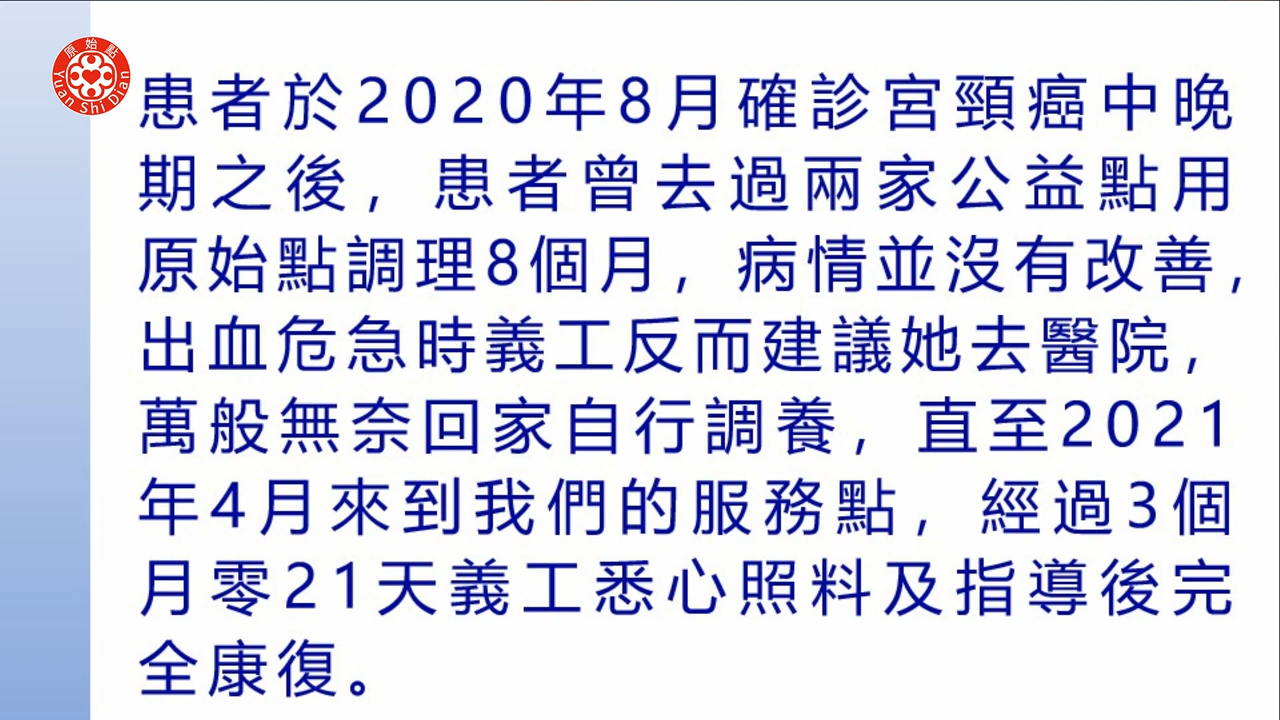 原始點
Yuan Shi Dian
患者於2020年8月確診宮頸癌中晚
期之後，患者曾去過兩家公益點用
原始點調理8個月，病情並沒有改善，
出血危急時義工反而建議她去醫院，
萬般無奈回家自行調養，直至2021
年4月來到我們的服務點，經過3個
月零21天義工悉心照料及指導後完
全康復。